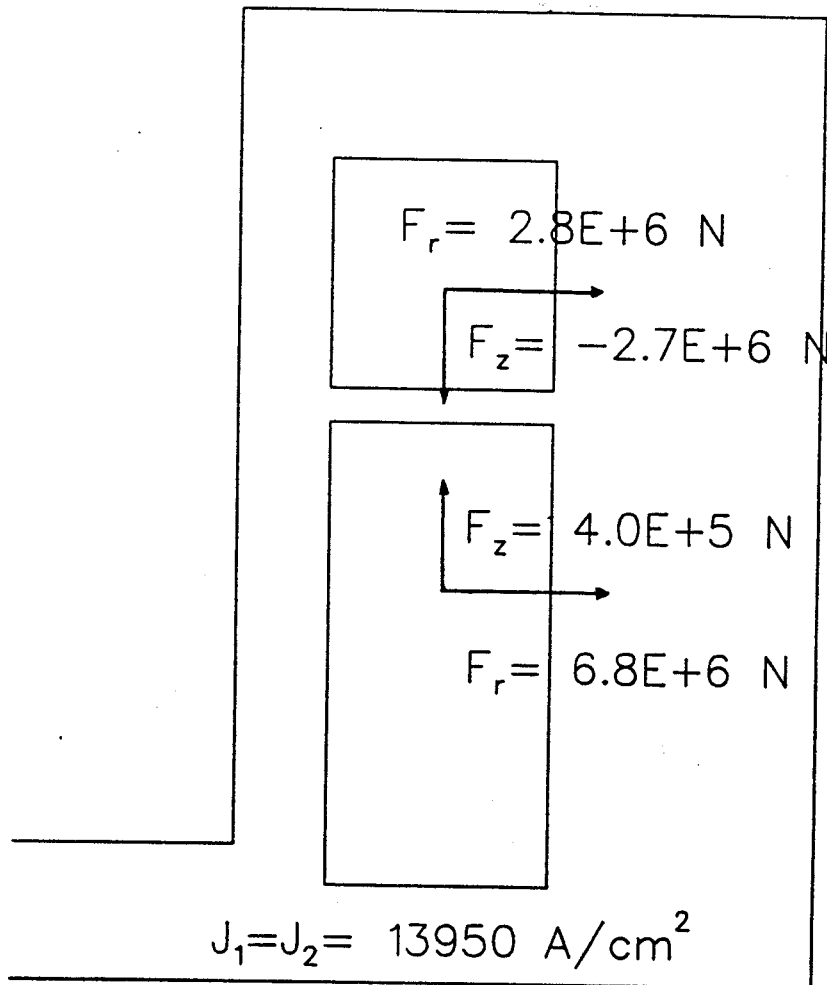 F_r= 2.8E+6 N
F_z= −2.7E+6 N
F_z= 4.0E+5 N
F_r= 6.8E+6 N
J_1=J_2= 13950 A/cm^2